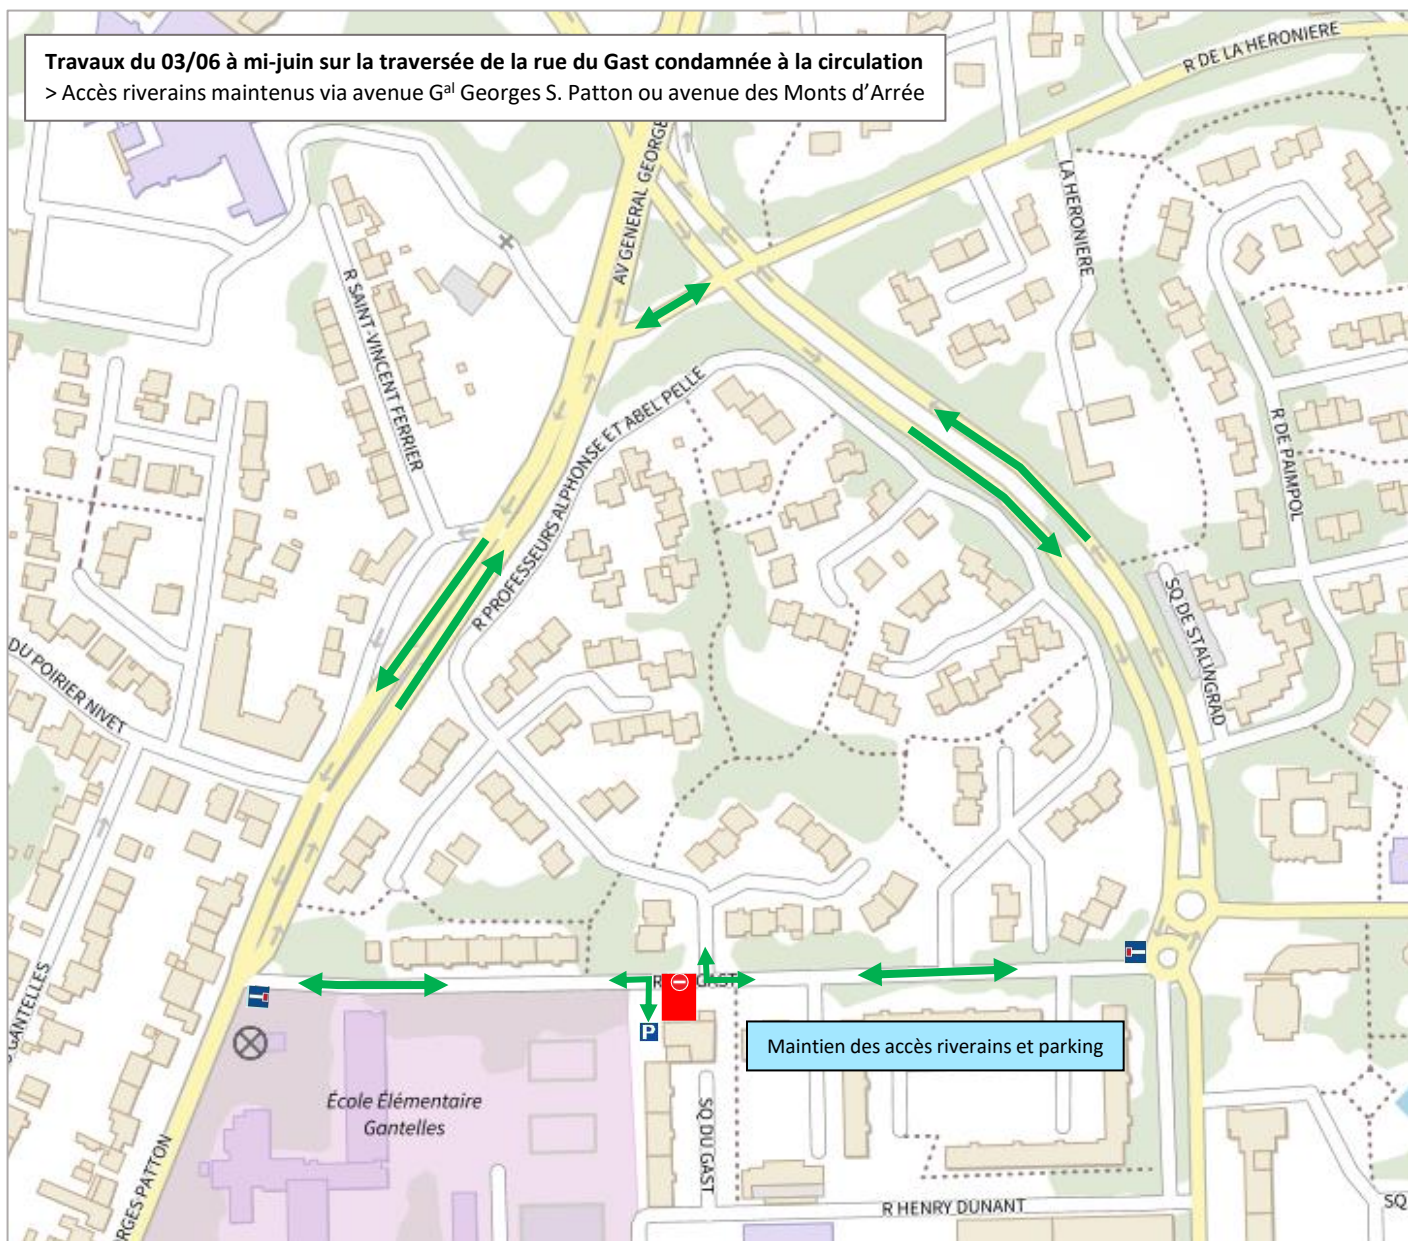 Travaux du 03/06 à mi-juin sur la traversée de la rue du Gast condamnée à la circulation
> Accès riverains maintenus via avenue Gal Georges S. Patton ou avenue des Monts d'Arrée
R DE LA HERONIERE
AV GENERAL GEORGE
LA HERONIERE
R SAINT-VINCENT FERRIER
R PROFESSEURS ALPHONSE ET ABEL PELLE
R DE PAIMPOL
SQ DE STALINGRAD
DU POIRIER NIVET
GANTELLES
R GAST
P
Maintien des accès riverains et parking
École Élémentaire
Gantelles
SQ DU GAST
ORGES PATTON
R HENRY DUNANT
SQ